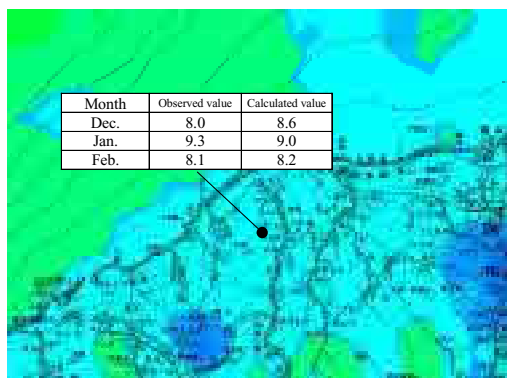 Month Observed value Calculated value
Dec. 8.0 8.6
Jan. 9.3 9.0
Feb. 8.1 8.2